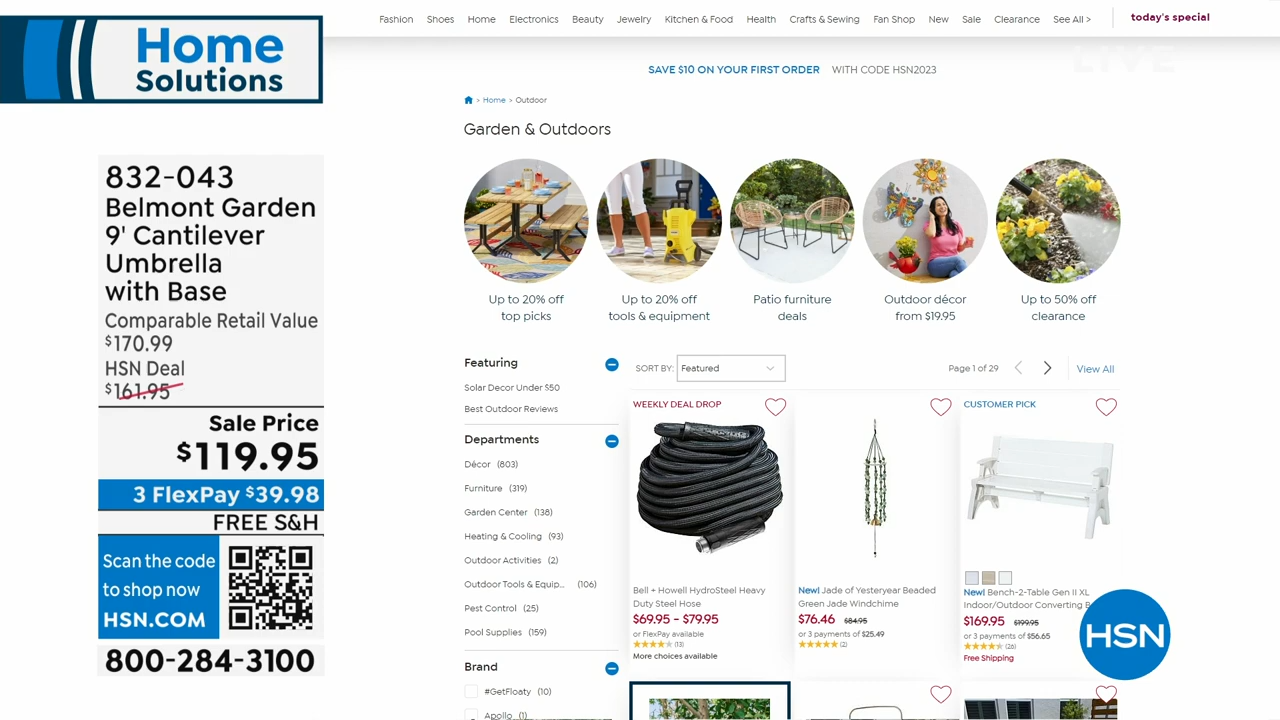 Home
Solutions
832-043
Belmont Garden
9' Cantilever
Umbrella
with Base
Comparable Retail Value
$170.99
HSN Deal
$161.95
Sale Price
$119.95
3 FlexPay $39.98
FREE S&H
Scan the code
to shop now
HSN.COM
800-284-3100
Fashion Shoes Home Electronics Beauty Jewelry Kitchen & Food Health Crafts & Sewing Fan Shop New Sale Clearance See All > today's special
LIVE
SAVE $10 ON YOUR FIRST ORDER WITH CODE HSN2023
> Home > Outdoor
Garden & Outdoors
Up to 20% off
top picks
Up to 20% off
tools & equipment
Patio furniture
deals
Outdoor décor
from $19.95
Up to 50% off
clearance
Featuring
Solar Decor Under $50
Best Outdoor Reviews
Departments
Décor (803)
Furniture (319)
Garden Center (138)
Heating & Cooling (93)
Outdoor Activities (2)
Outdoor Tools & Equip... (106)
Pest Control (25)
Pool Supplies (159)
Brand
#GetFloaty (10)
Apollo (1)
SORT BY: Featured
Page 1 of 29
View All
WEEKLY DEAL DROP
Bell + Howell HydroSteel Heavy
Duty Steel Hose
$69.95 - $79.95
or FlexPay available
(13)
More choices available
New! Jade of Yesteryear Beaded
Green Jade Windchime
$76.46 $84.95
or 3 payments of $25.49
(2)
CUSTOMER PICK
New! Bench-2-Table Gen II XL
Indoor/Outdoor Converting B
$169.95 $199.95
or 3 payments of $56.65
(26)
Free Shipping
HSN